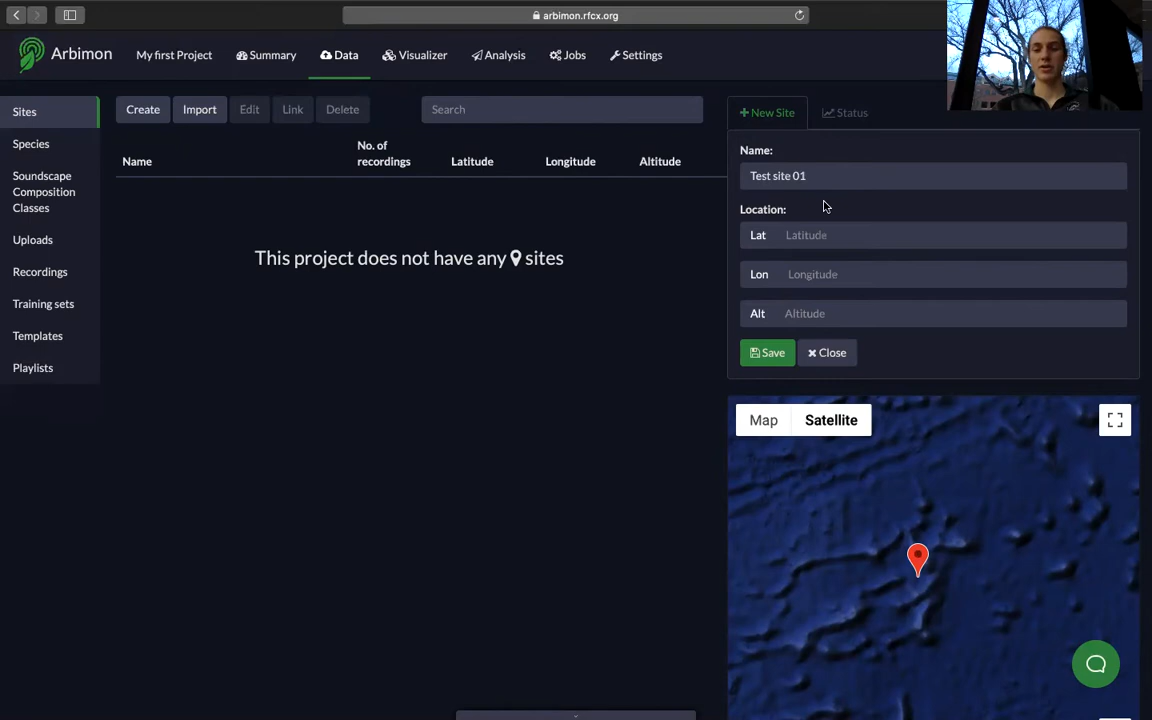 arbimon.rfcx.org
Arbimon
My first Project
Summary
Data
Visualizer
Analysis
Jobs
Settings
Sites
Species
Soundscape
Composition
Classes
Uploads
Recordings
Training sets
Templates
Playlists
Create
Import
Edit
Link
Delete
Search
Name
No. of
recordings
Latitude
Longitude
Altitude
This project does not have any sites
New Site
Status
Name:
Test site 01
Location:
Lat Latitude
Lon Longitude
Alt Altitude
Save
Close
Map
Satellite